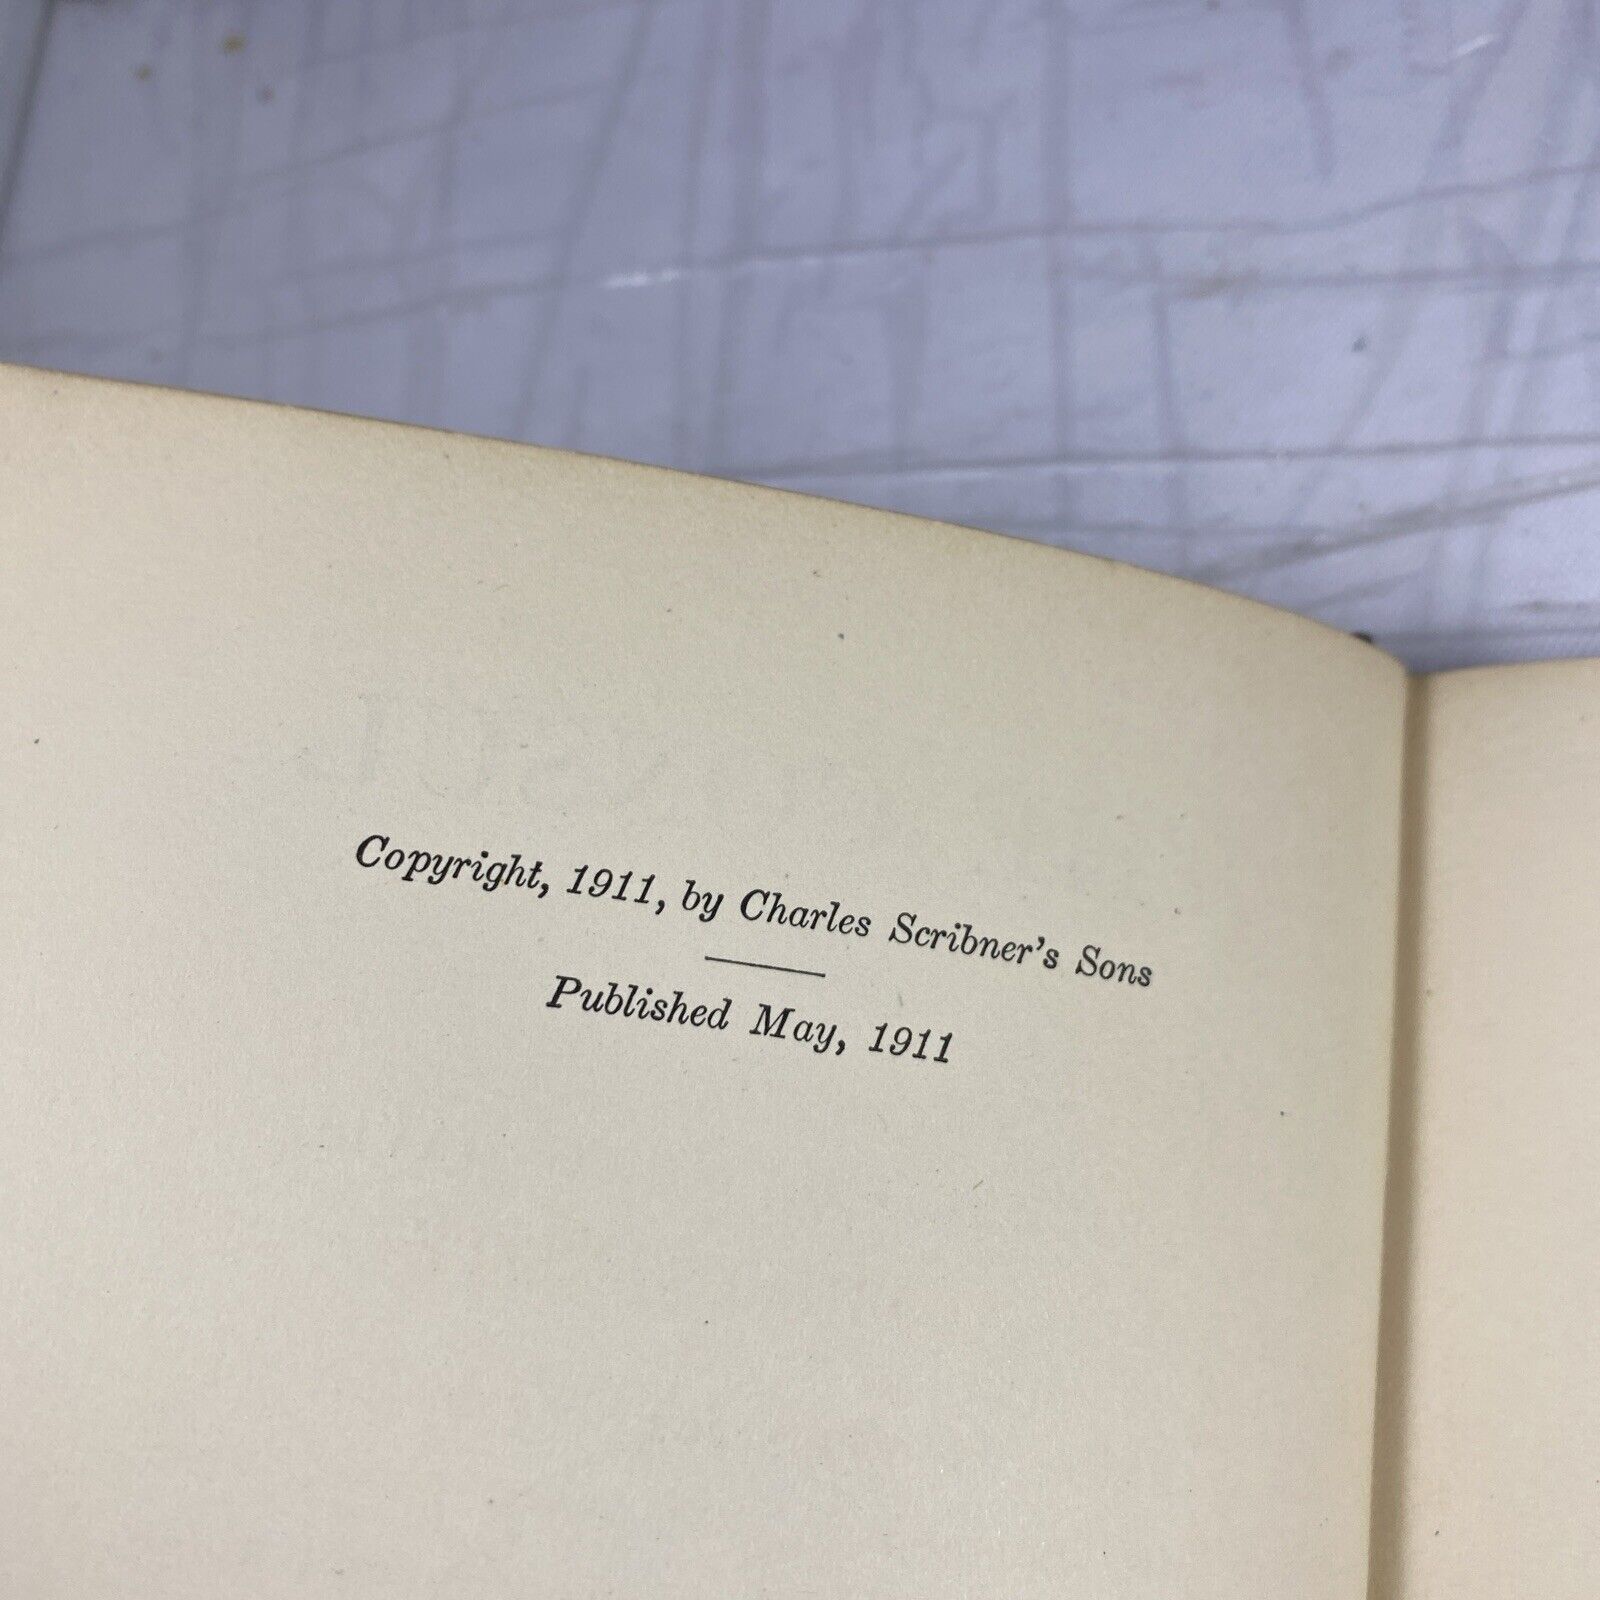 Copyright, 1911, by Charles Scribner's Sons
Published May, 1911